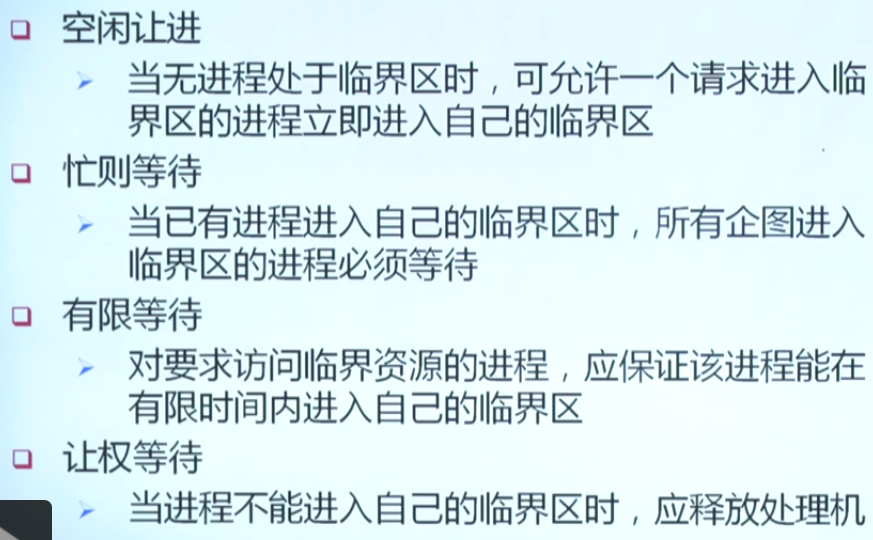 空闲让进
当无进程处于临界区时，可允许一个请求进入临
界区的进程立即进入自己的临界区
忙则等待
当已有进程进入自己的临界区时，所有企图进入
临界区的进程必须等待
有限等待
对要求访问临界资源的进程，应保证该进程能在
有限时间内进入自己的临界区
让权等待
当进程不能进入自己的临界区时，应释放处理机